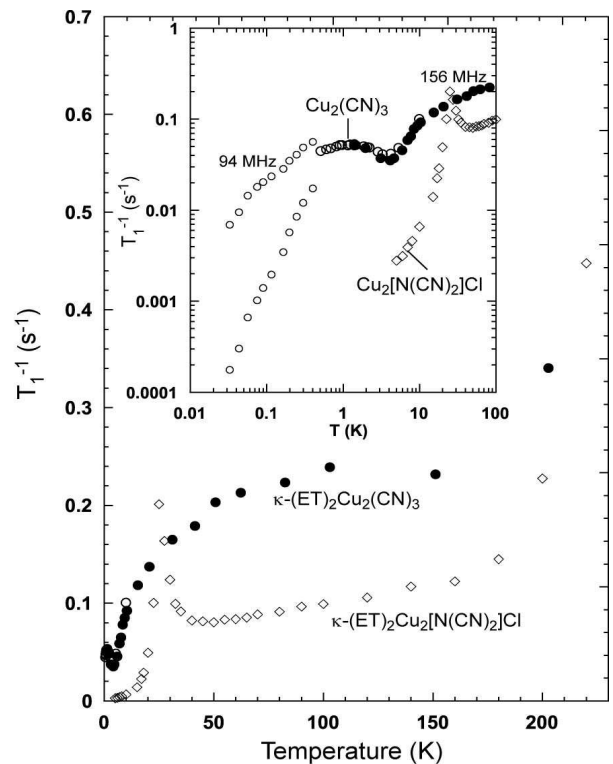 0.7
0.6
0.5
0.4
0.3
0.2
0.1
0
T₁⁻¹ (s⁻¹)
0 50 100 150 200
Temperature (K)
κ-(ET)₂Cu₂(CN)₃
κ-(ET)₂Cu₂[N(CN)₂]Cl
1
0.1
0.01
0.001
0.0001
T₁⁻¹ (s⁻¹)
156 MHz
Cu₂(CN)₃
94 MHz
Cu₂[N(CN)₂]Cl
0.01 0.1 1 10 100
T (K)